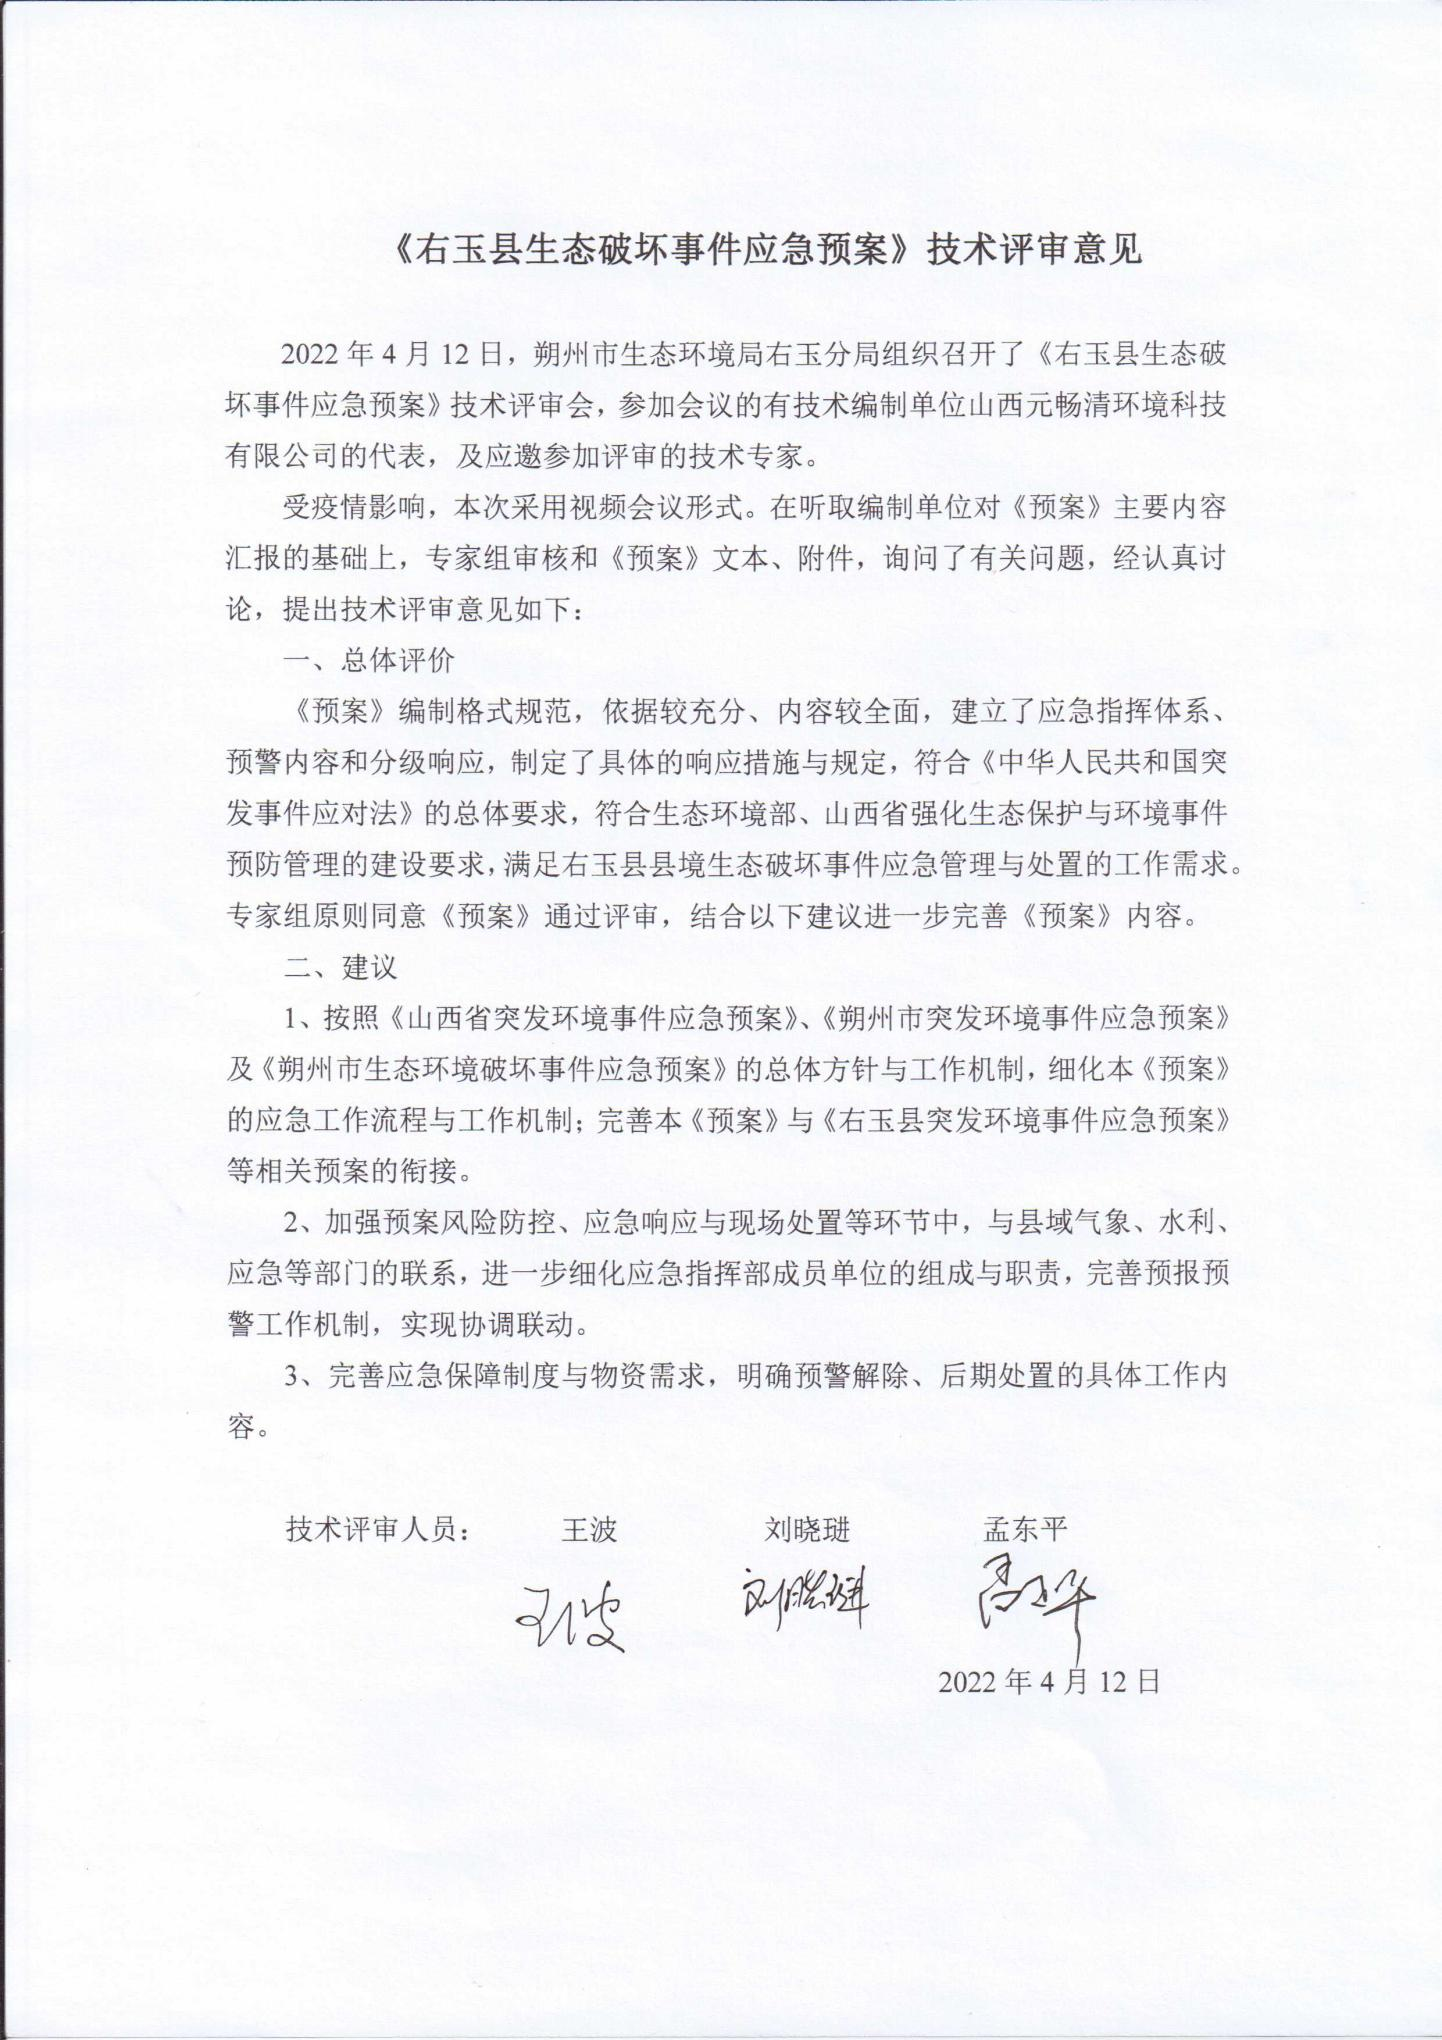 《右玉县生态破坏事件应急预案》技术评审意见
2022年4月12日，朔州市生态环境局右玉分局组织召开了《右玉县生态破
坏事件应急预案》技术评审会，参加会议的有技术编制单位山西元畅清环境科技
有限公司的代表，及应邀参加评审的技术专家。
受疫情影响，本次采用视频会议形式。在听取编制单位对《预案》主要内容
汇报的基础上，专家组审核和《预案》文本、附件，询问了有关问题，经认真讨
论，提出技术评审意见如下：
一、总体评价
《预案》编制格式规范，依据较充分、内容较全面，建立了应急指挥体系、
预警内容和分级响应，制定了具体的响应措施与规定，符合《中华人民共和国突
发事件应对法》的总体要求，符合生态环境部、山西省强化生态保护与环境事件
预防管理的建设要求，满足右玉县县境生态破坏事件应急管理与处置的工作需求。
专家组原则同意《预案》通过评审，结合以下建议进一步完善《预案》内容。
二、建议
1、按照《山西省突发环境事件应急预案》、《朔州市突发环境事件应急预案》
及《朔州市生态环境破坏事件应急预案》的总体方针与工作机制，细化本《预案》
的应急工作流程与工作机制；完善本《预案》与《右玉县突发环境事件应急预案》
等相关预案的衔接。
2、加强预案风险防控、应急响应与现场处置等环节中，与县域气象、水利、
应急等部门的联系，进一步细化应急指挥部成员单位的组成与职责，完善预报预
警工作机制，实现协调联动。
3、完善应急保障制度与物资需求，明确预警解除、后期处置的具体工作内
容。
技术评审人员： 王波 刘晓琎 孟东平
王波 刘晓琎
2022年4月12日